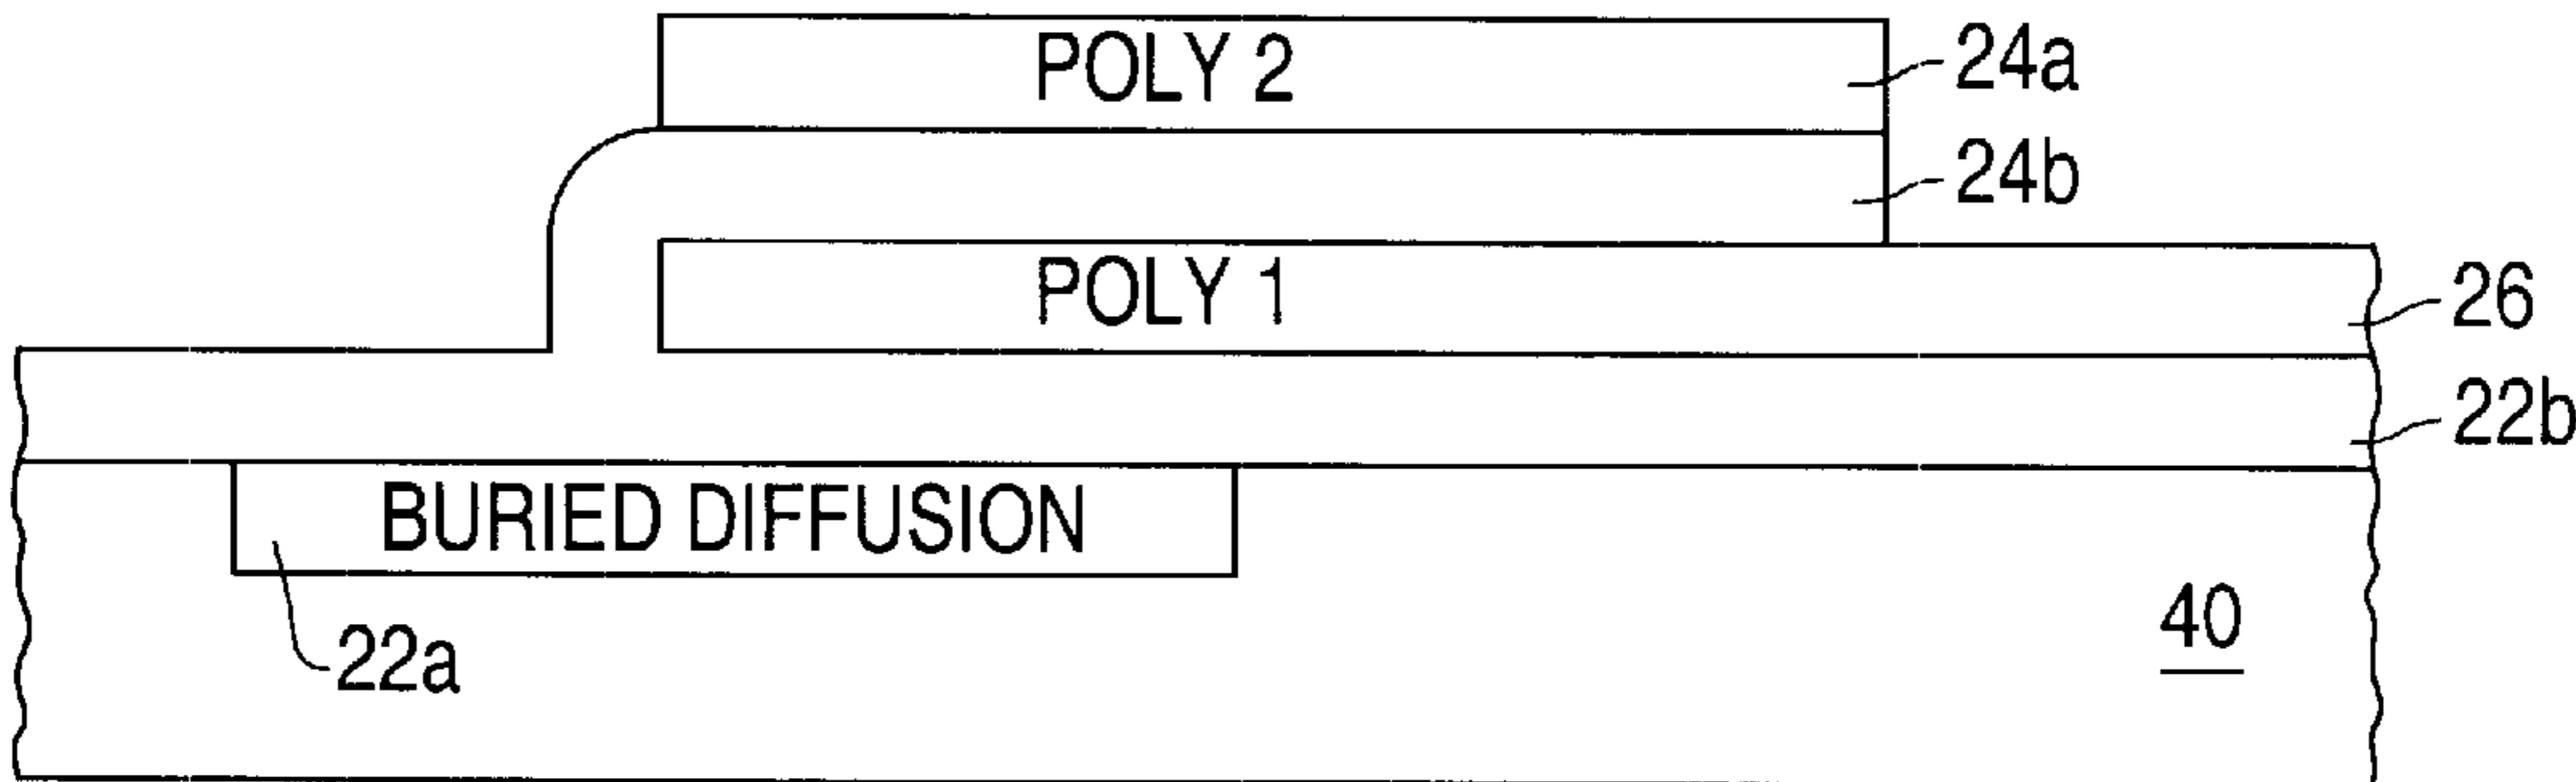 POLY 2
24a
24b
POLY 1
26
22b
BURIED DIFFUSION
22a
40